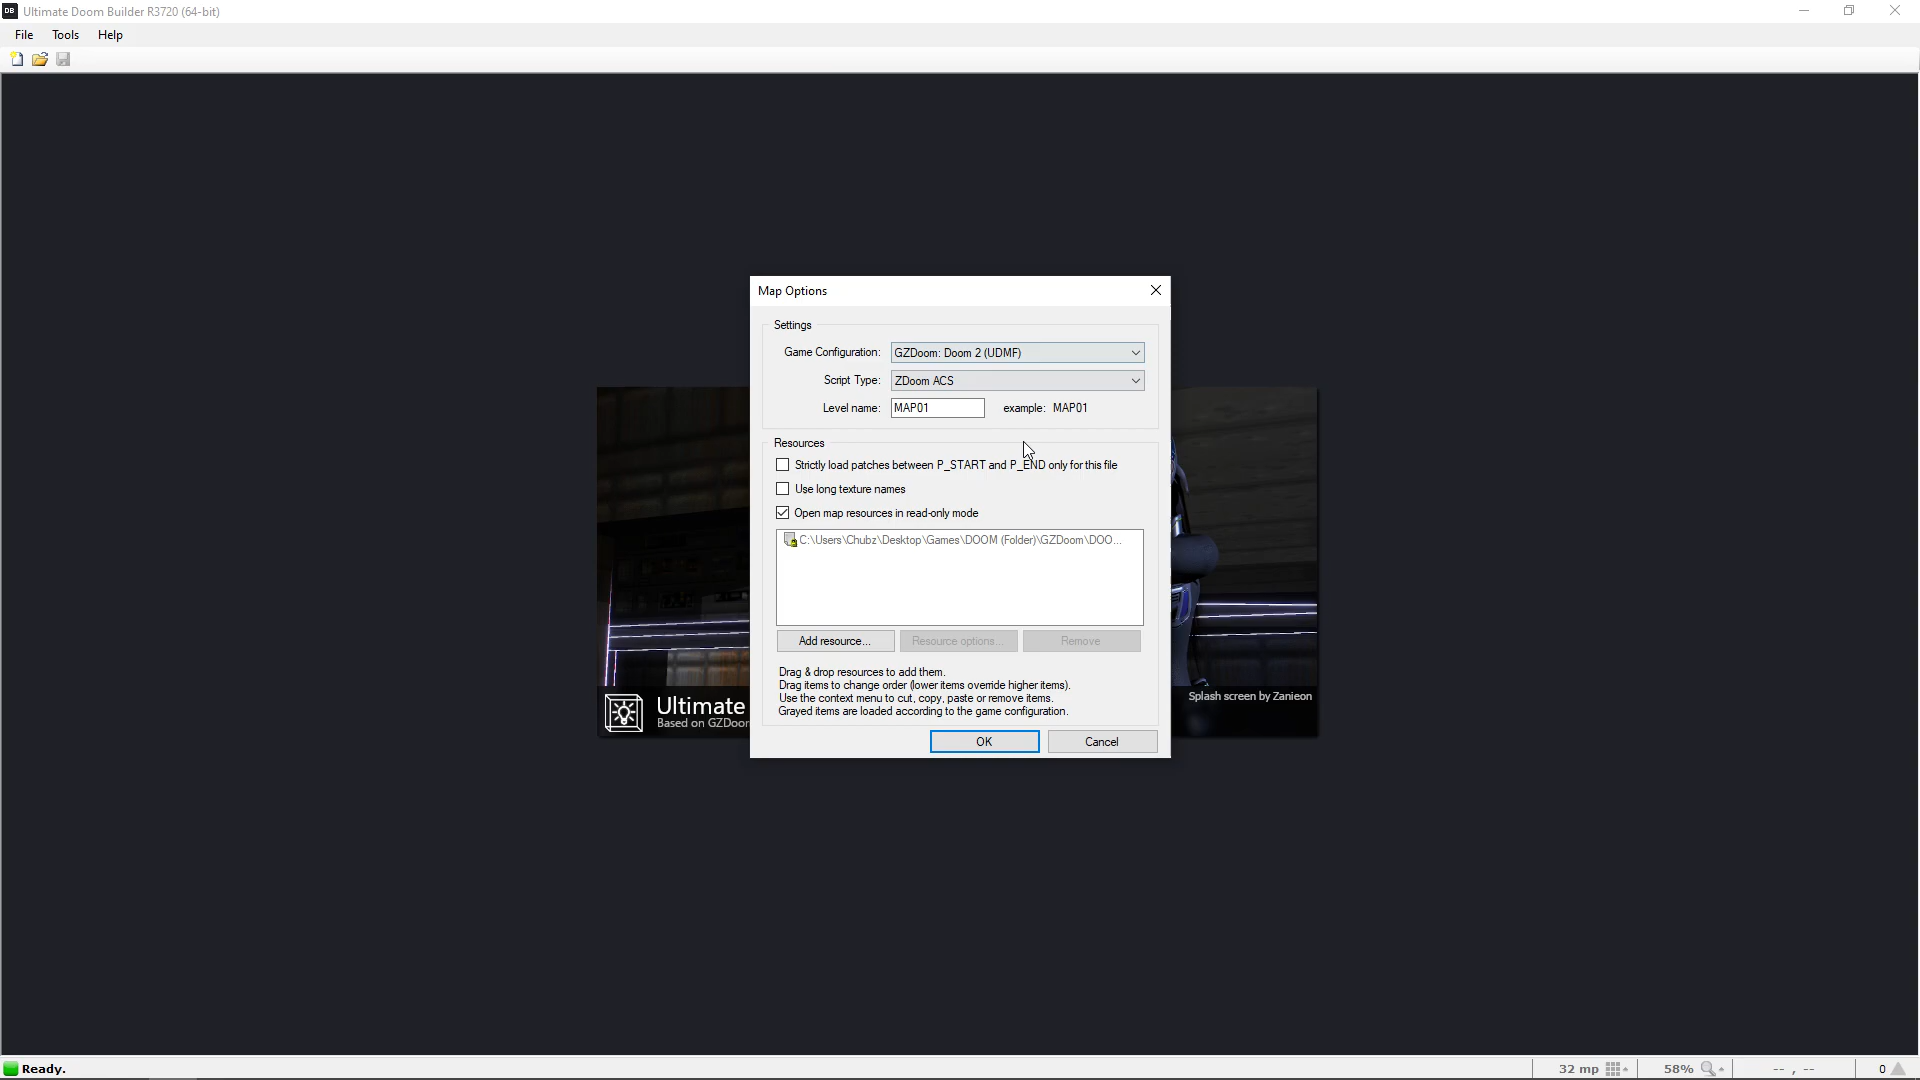 DB Ultimate Doom Builder R3720 (64-bit)
File Tools Help
Map Options
Settings
Game Configuration: GZDoom: Doom 2 (UDMF)
Script Type: ZDoom ACS
Level name: MAP01 example: MAP01
Resources
Strictly load patches between P_START and P_END only for this file
Use long texture names
Open map resources in read-only mode
C:\Users\Chubz\Desktop\Games\DOOM (Folder)\GZDoom\DOO...
Add resource... Resource options... Remove
Drag & drop resources to add them.
Drag items to change order (lower items override higher items).
Use the context menu to cut, copy, paste or remove items.
Grayed items are loaded according to the game configuration.
OK Cancel
Ultimate
Based on GZDoor
Splash screen by Zanieon
Ready.
32 mp 58% -- , -- 0